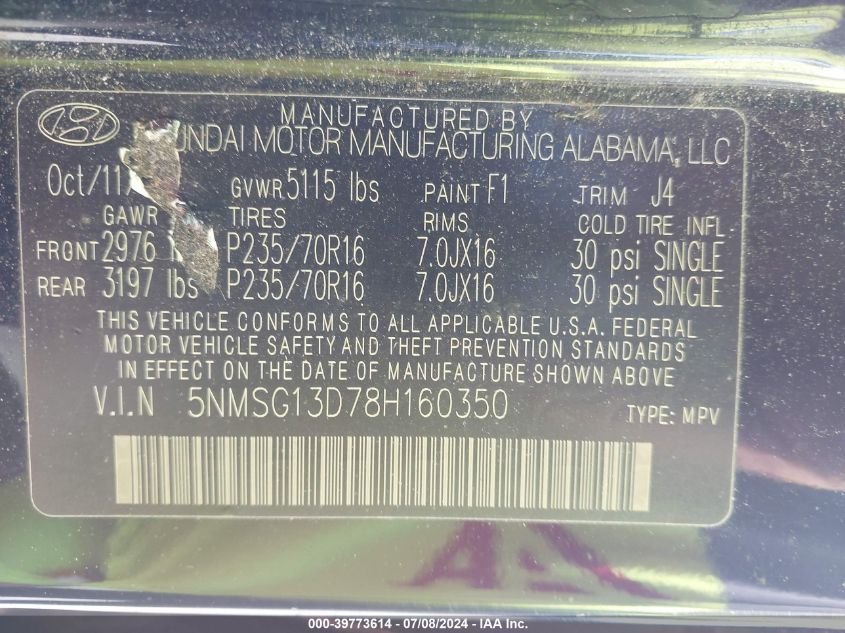 MANUFACTURED BY
MOTOR MANUFACTURING ALABAMA, LLC
Oct/11/ GVWR 5115 lbs PAINT F1 TRIM J4
GAWR TIRES RIMS COLD TIRE INFL
FRONT 2976 P235/70R16 7.0JX16 30 psi SINGLE
REAR 3197 lbs P235/70R16 7.0JX16 30 psi SINGLE
THIS VEHICLE CONFORMS TO ALL APPLICABLE U.S.A. FEDERAL
MOTOR VEHICLE SAFETY AND THEFT PREVENTION STANDARDS
IN EFFECT ON THE DATE OF MANUFACTURE SHOWN ABOVE.
V.I.N 5NMSG13D78H160350 TYPE: MPV
000-39773614 - 07/08/2024 - IAA Inc.